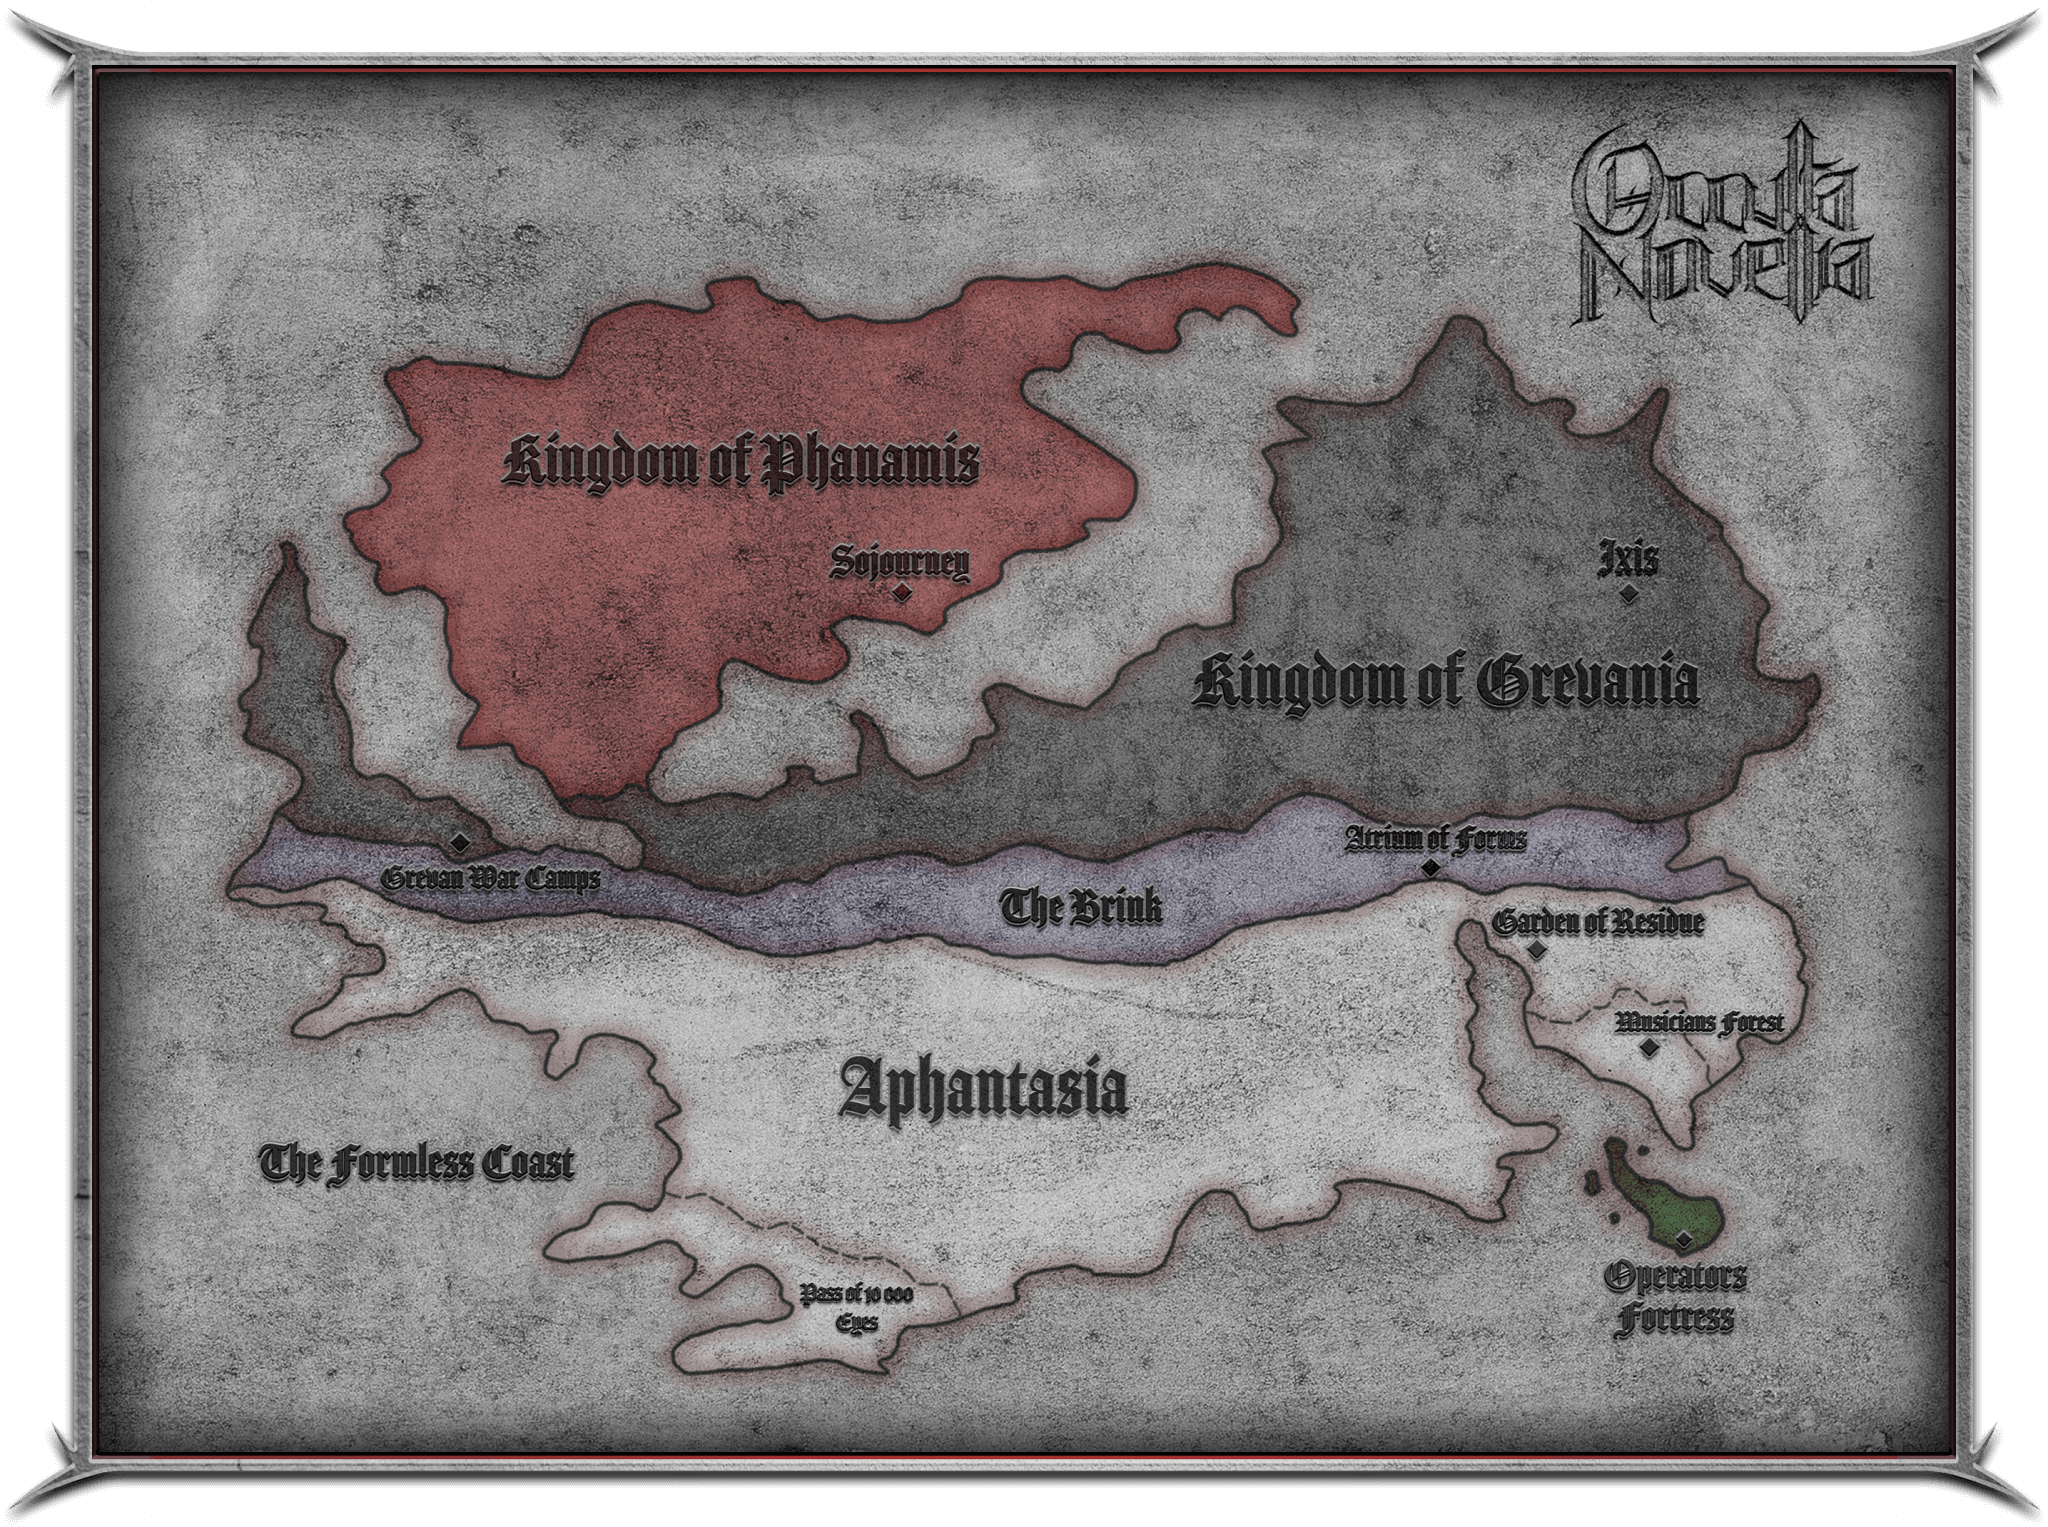 Occulta
Novella
Kingdom of Phanamis
Sojourney
Ixis
Kingdom of Grevania
Atrium of Forms
Grevan War Camps
The Brink
Garden of Residue
Musicians Forest
Aphantasia
The Formless Coast
Pass of 10 000
Eyes
Operators
Fortress